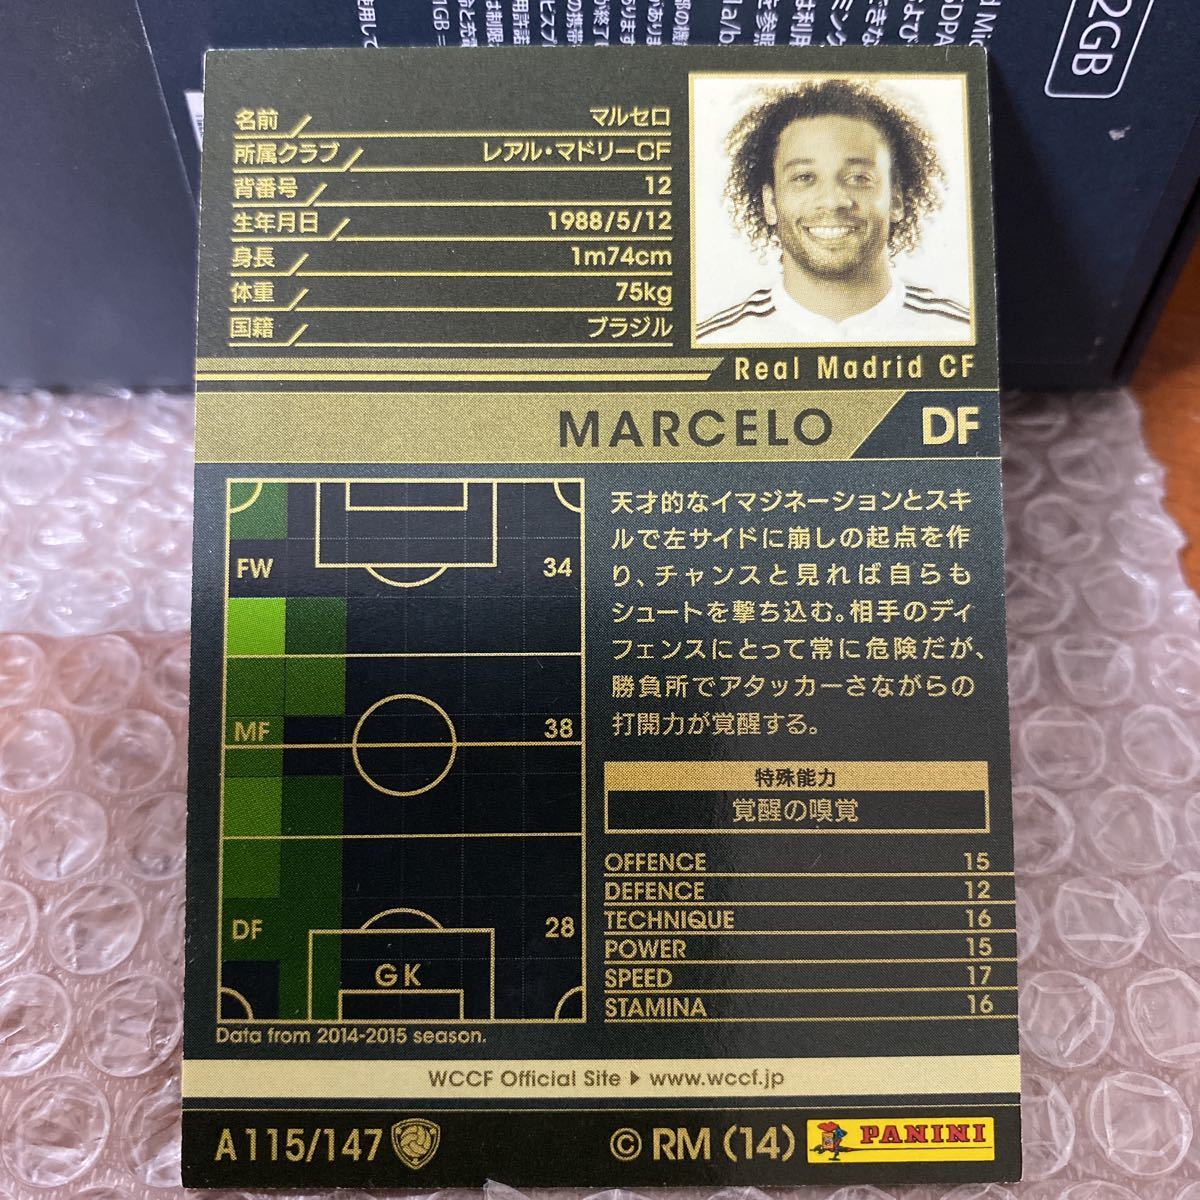 2GB
名前 マルセロ
所属クラブ レアル・マドリーCF
背番号 12
生年月日 1988/5/12
身長 1m74cm
体重 75kg
国籍 ブラジル
Real Madrid CF
MARCELO DF
FW 34
MF 38
DF 28
GK
Data from 2014-2015 season.
天才的なイマジネーションとスキ
ルで左サイドに崩しの起点を作
り、チャンスと見れば自らも
シュートを撃ち込む。相手のディ
フェンスにとって常に危険だが、
勝負所でアタッカーさながらの
打開力が覚醒する。
特殊能力
覚醒の嗅覚
OFFENCE 15
DEFENCE 12
TECHNIQUE 16
POWER 15
SPEED 17
STAMINA 16
WCCF Official Site ▶ www.wccf.jp
A115/147
© RM (14) PANINI